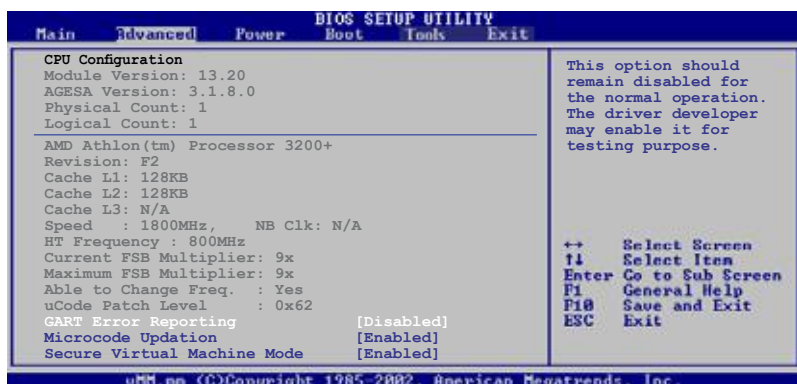 BIOS SETUP UTILITY
Main Advanced Power Boot Tools Exit
CPU Configuration
Module Version: 13.20
AGESA Version: 3.1.8.0
Physical Count: 1
Logical Count: 1
AMD Athlon(tm) Processor 3200+
Revision: F2
Cache L1: 128KB
Cache L2: 128KB
Cache L3: N/A
Speed : 1800MHz, NB Clk: N/A
HT Frequency : 800MHz
Current FSB Multiplier: 9x
Maximum FSB Multiplier: 9x
Able to Change Freq. : Yes
uCode Patch Level : 0x62
GART Error Reporting [Disabled]
Microcode Updation [Enabled]
Secure Virtual Machine Mode [Enabled]
This option should
remain disabled for
the normal operation.
The driver developer
may enable it for
testing purpose.
↔ Select Screen
↑↓ Select Item
Enter Go to Sub Screen
F1 General Help
F10 Save and Exit
ESC Exit
(C)Copyright 1985-2002, American Megatrends, Inc.